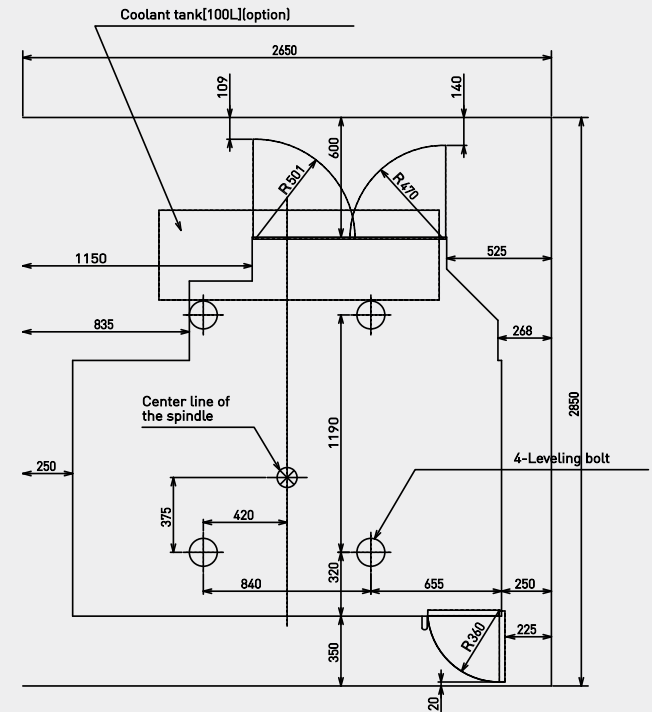 Coolant tank[100L](option)
2650
109
140
600
R501
R470
1150
525
835
268
2850
Center line of
the spindle
1190
250
4-Leveling bolt
375
420
320
840
655
250
225
R360
350
20